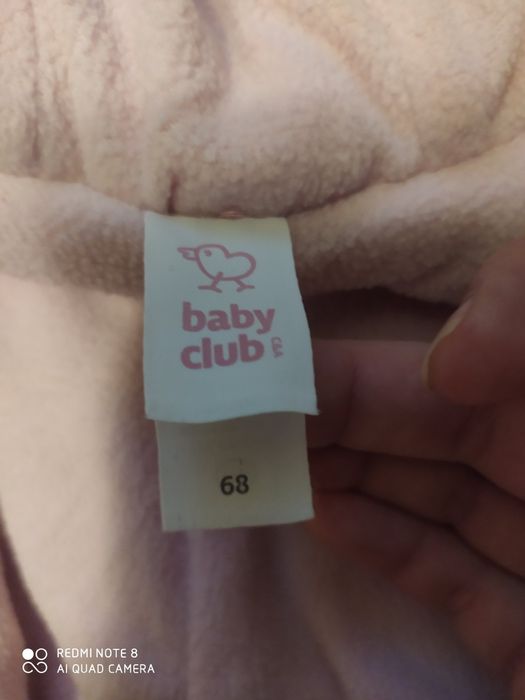 baby
club
C&A
68
REDMI NOTE 8
AI QUAD CAMERA